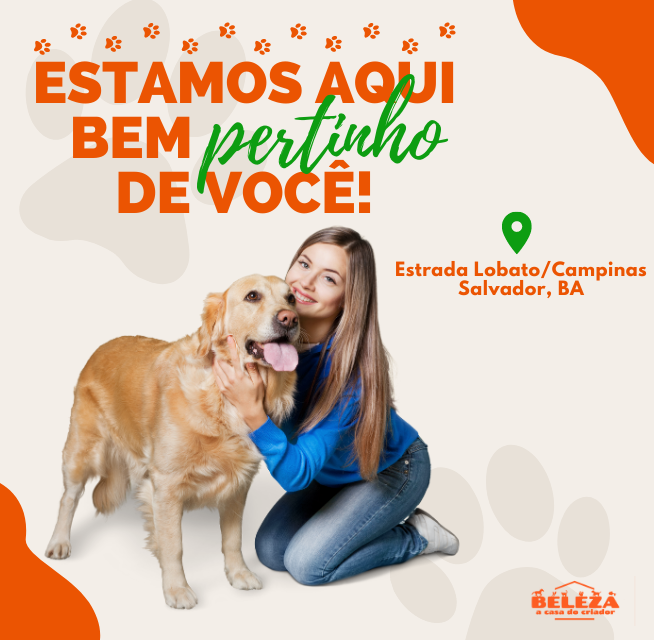 ESTAMOS AQUI
BEM pertinho
DE VOCÊ!
Estrada Lobato/Campinas
Salvador, BA
BELEZA
a casa do criador